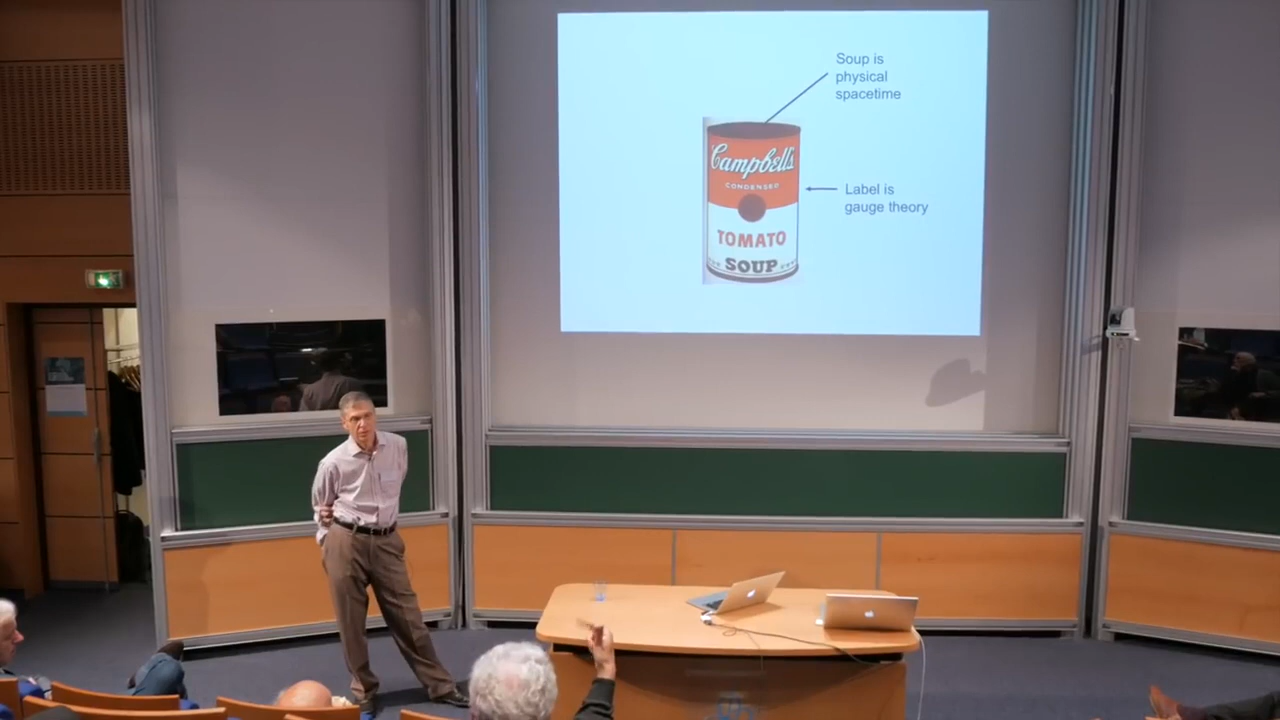 Soup is
physical
spacetime
Campbell's
CONDENSED
Label is
gauge theory
TOMATO
SOUP